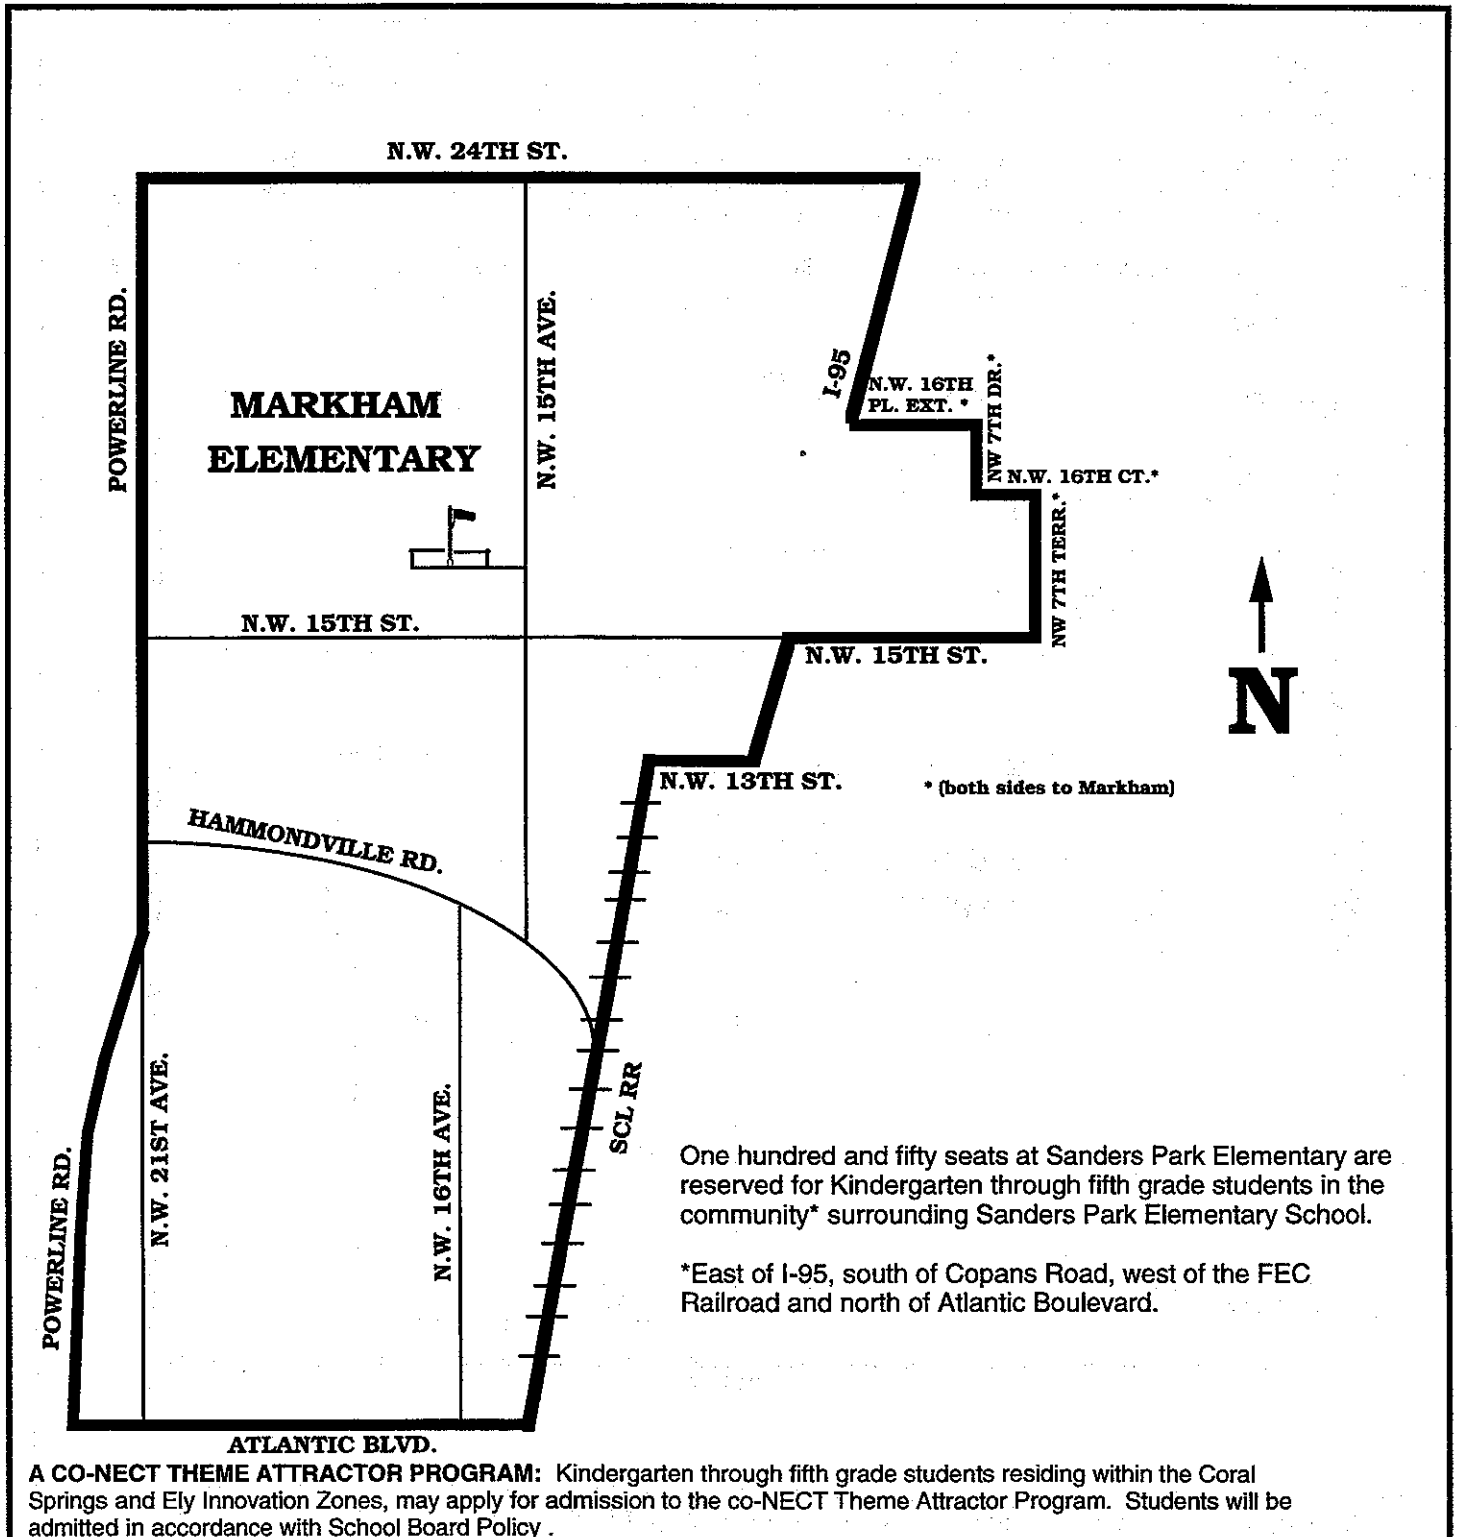 N.W. 24TH ST.
POWERLINE RD.
MARKHAM
ELEMENTARY
N.W. 15TH AVE.
I-95
N.W. 16TH
PL. EXT. *
NW 7TH DR.*
N.W. 16TH CT.*
NW 7TH TERR.*
N.W. 15TH ST.
N.W. 15TH ST.
N
N.W. 13TH ST.
* (both sides to Markham)
HAMMONDVILLE RD.
SCL RR
N.W. 21ST AVE.
N.W. 16TH AVE.
POWERLINE RD.
One hundred and fifty seats at Sanders Park Elementary are
reserved for Kindergarten through fifth grade students in the
community* surrounding Sanders Park Elementary School.
*East of I-95, south of Copans Road, west of the FEC
Railroad and north of Atlantic Boulevard.
ATLANTIC BLVD.
A CO-NECT THEME ATTRACTOR PROGRAM: Kindergarten through fifth grade students residing within the Coral
Springs and Ely Innovation Zones, may apply for admission to the co-NECT Theme Attractor Program. Students will be
admitted in accordance with School Board Policy .